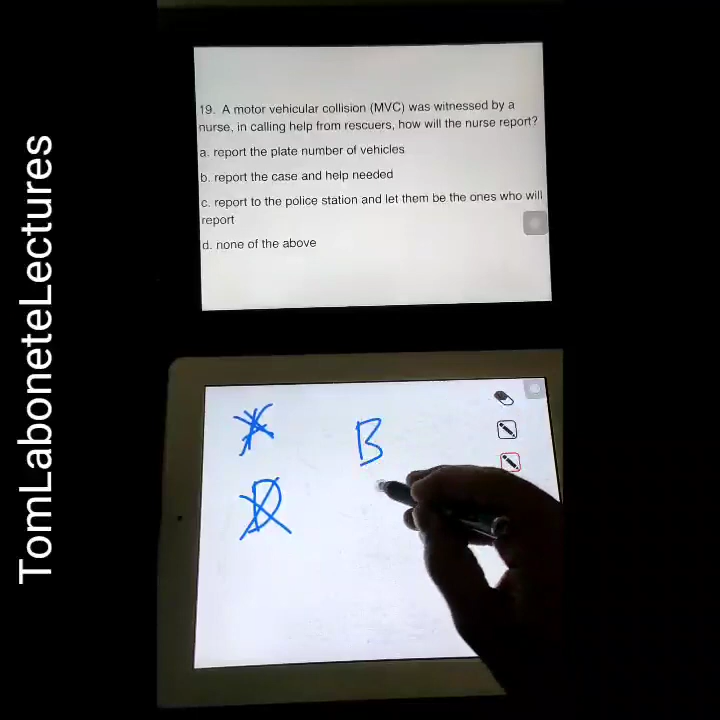 TomLaboneteLectures
19. A motor vehicular collision (MVC) was witnessed by a
nurse, in calling help from rescuers, how will the nurse report?
a. report the plate number of vehicles
b. report the case and help needed
c. report to the police station and let them be the ones who will
report
d. none of the above
B
D